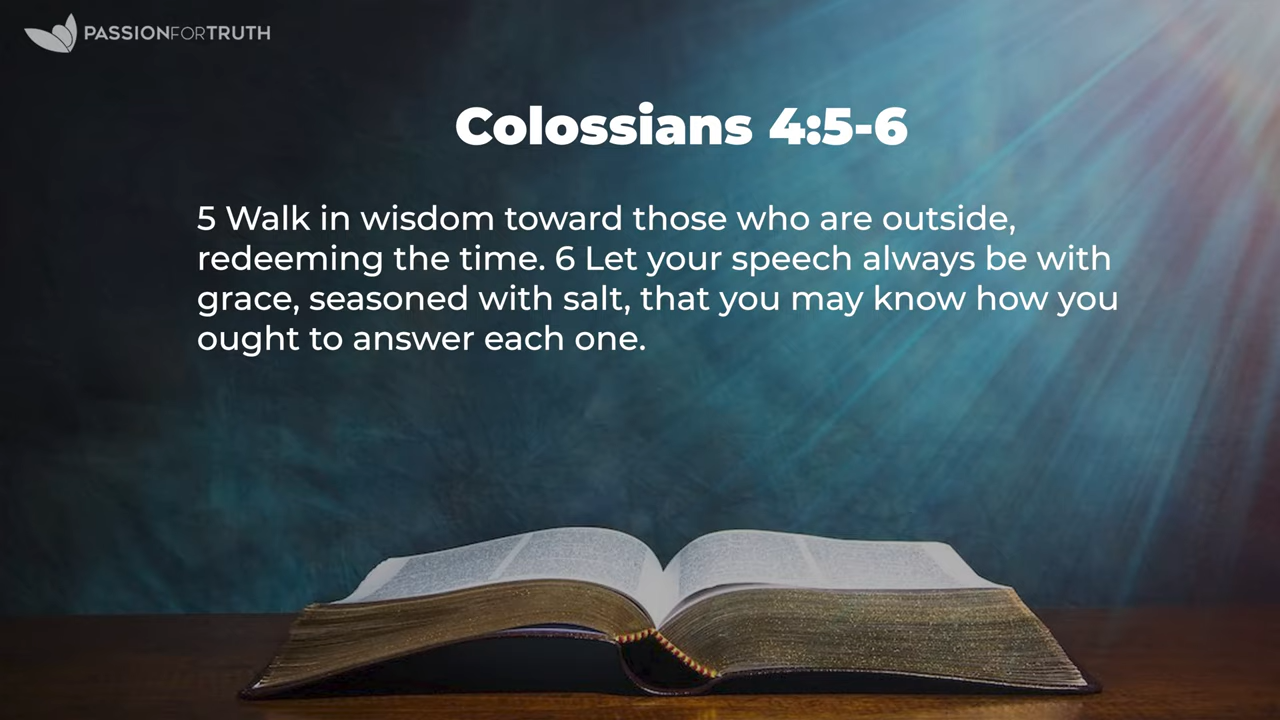 PASSIONFORTRUTH
Colossians 4:5-6
5 Walk in wisdom toward those who are outside,
redeeming the time. 6 Let your speech always be with
grace, seasoned with salt, that you may know how you
ought to answer each one.